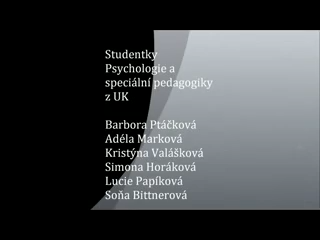 Studentky
Psychologie a
speciální pedagogiky
z UK
Barbora Ptáčková
Adéla Marková
Kristýna Valášková
Simona Horáková
Lucie Papíková
Soňa Bittnerová